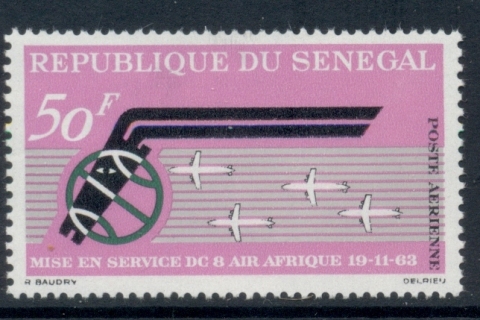 REPUBLIQUE DU SENEGAL
50F
POSTE AERIENNE
MISE EN SERVICE DC 8 AIR AFRIQUE 19-11-63
R BAUDRY
DELRIEU